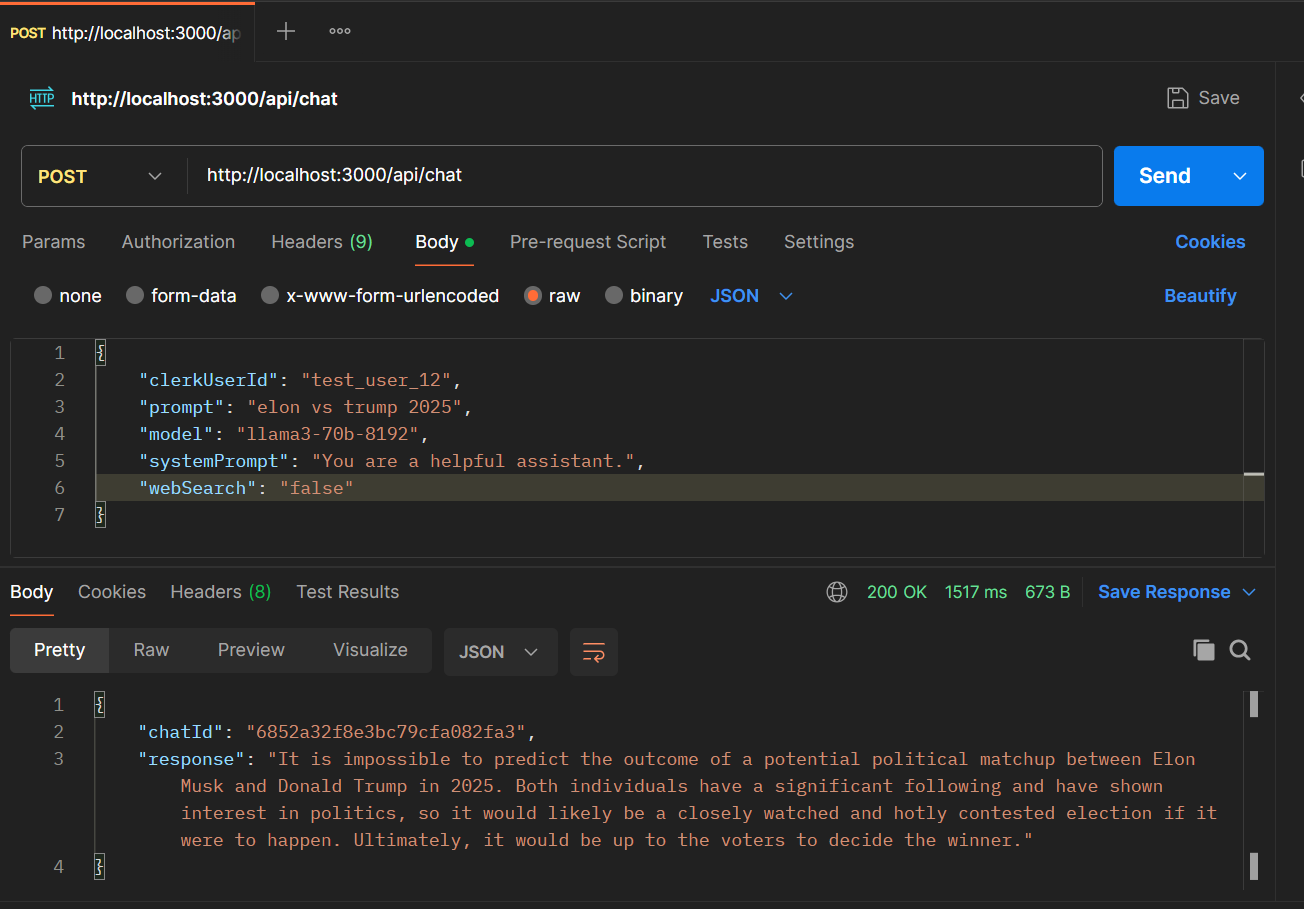 POST http://localhost:3000/ap
HTTP http://localhost:3000/api/chat Save
POST http://localhost:3000/api/chat Send
Params Authorization Headers (9) Body Pre-request Script Tests Settings Cookies
none form-data x-www-form-urlencoded raw binary JSON Beautify
1 {
2 "clerkUserId": "test_user_12",
3 "prompt": "elon vs trump 2025",
4 "model": "llama3-70b-8192",
5 "systemPrompt": "You are a helpful assistant.",
6 "webSearch": "false"
7 }
Body Cookies Headers (8) Test Results 200 OK 1517 ms 673 B Save Response
Pretty Raw Preview Visualize JSON
1 {
2 "chatId": "6852a32f8e3bc79cfa082fa3",
3 "response": "It is impossible to predict the outcome of a potential political matchup between Elon
Musk and Donald Trump in 2025. Both individuals have a significant following and have shown
interest in politics, so it would likely be a closely watched and hotly contested election if it
were to happen. Ultimately, it would be up to the voters to decide the winner."
4 }